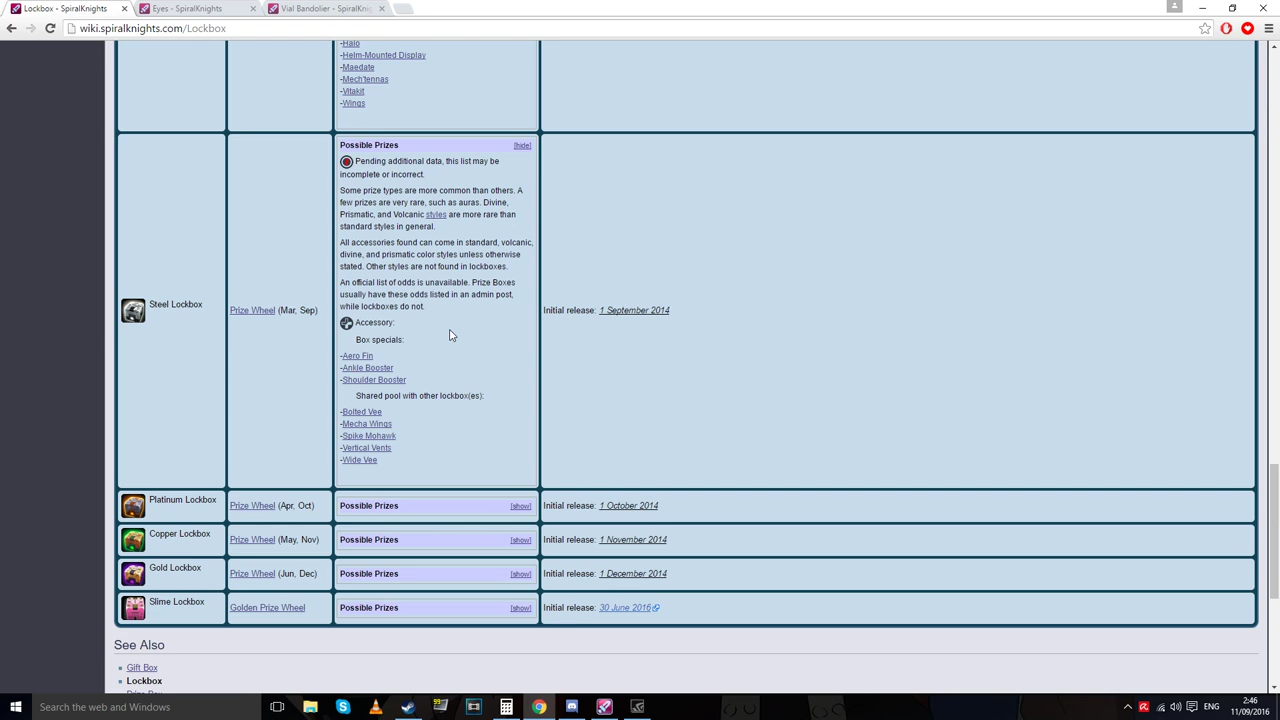 Lockbox - SpiralKnights
Eyes - SpiralKnights
Vial Bandolier - SpiralKnig
wiki.spiralknights.com/Lockbox
-Halo
-Helm-Mounted Display
-Maedate
-Mech'tennas
-Vitakit
-Wings
Possible Prizes [hide]
Pending additional data, this list may be
incomplete or incorrect.
Some prize types are more common than others. A
few prizes are very rare, such as auras. Divine,
Prismatic, and Volcanic styles are more rare than
standard styles in general.
All accessories found can come in standard, volcanic,
divine, and prismatic color styles unless otherwise
stated. Other styles are not found in lockboxes.
An official list of odds is unavailable. Prize Boxes
usually have these odds listed in an admin post,
while lockboxes do not.
Steel Lockbox
Prize Wheel (Mar, Sep)
Initial release: 1 September 2014
Accessory:
Box specials:
-Aero Fin
-Ankle Booster
-Shoulder Booster
Shared pool with other lockbox(es):
-Bolted Vee
-Mecha Wings
-Spike Mohawk
-Vertical Vents
-Wide Vee
Platinum Lockbox Prize Wheel (Apr, Oct) Possible Prizes [show] Initial release: 1 October 2014
Copper Lockbox Prize Wheel (May, Nov) Possible Prizes [show] Initial release: 1 November 2014
Gold Lockbox Prize Wheel (Jun, Dec) Possible Prizes [show] Initial release: 1 December 2014
Slime Lockbox Golden Prize Wheel Possible Prizes [show] Initial release: 30 June 2016
See Also
Gift Box
Lockbox
Search the web and Windows
ENG
2:46
11/09/2016